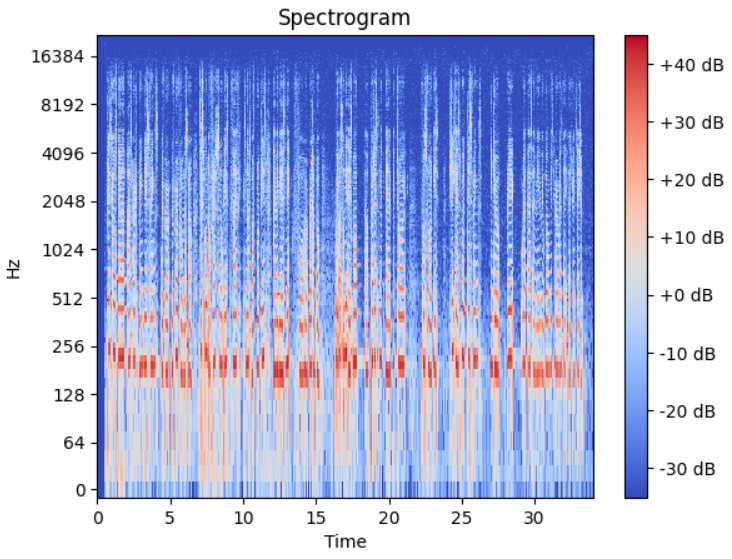 Spectrogram
16384
8192
4096
2048
1024
512
256
128
64
0
Hz
0 5 10 15 20 25 30
Time
+40 dB
+30 dB
+20 dB
+10 dB
+0 dB
-10 dB
-20 dB
-30 dB